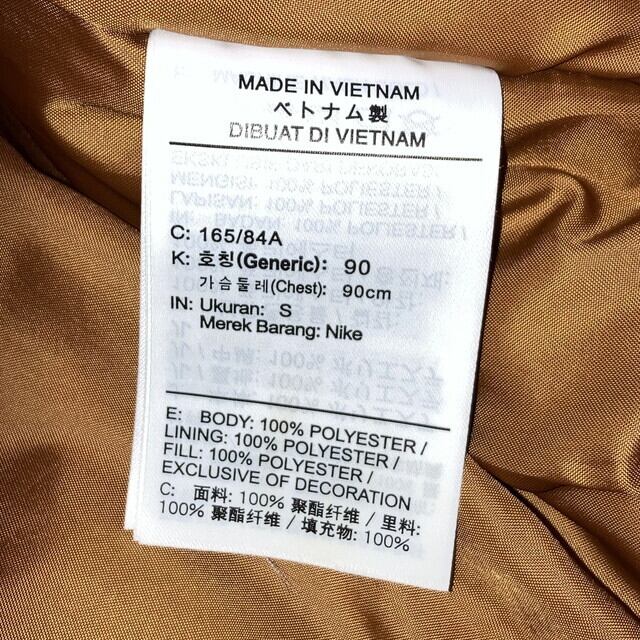 MADE IN VIETNAM
ベトナム製
DIBUAT DI VIETNAM
C: 165/84A
K: 호칭(Generic): 90
가슴둘레(Chest): 90cm
IN: Ukuran: S
Merek Barang: Nike
E: BODY: 100% POLYESTER /
LINING: 100% POLYESTER /
FILL: 100% POLYESTER /
EXCLUSIVE OF DECORATION
C: 面料: 100% 聚酯纤维 / 里料:
100% 聚酯纤维 / 填充物: 100%